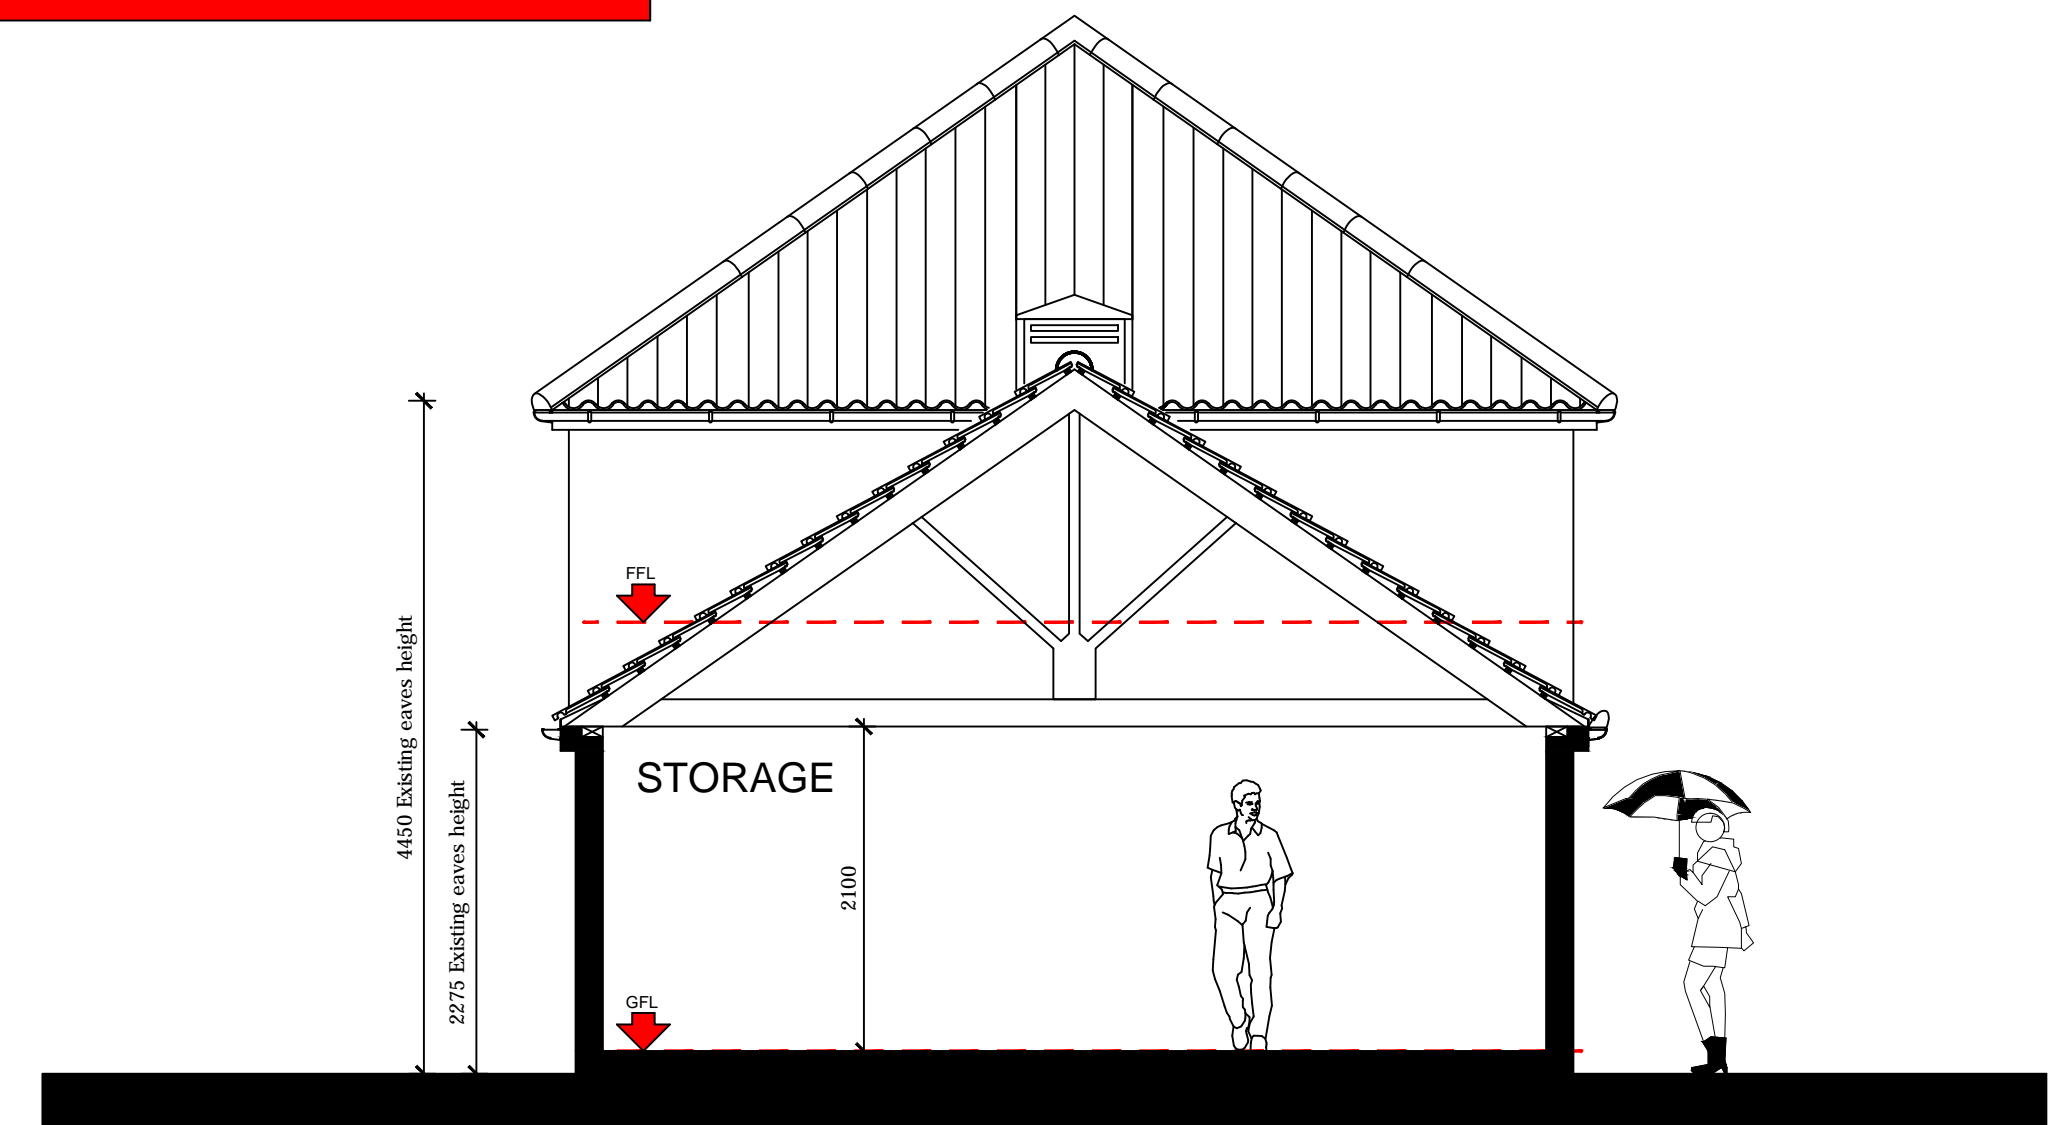 FFL
4450 Existing eaves height
2275 Existing eaves height
STORAGE
2100
GFL